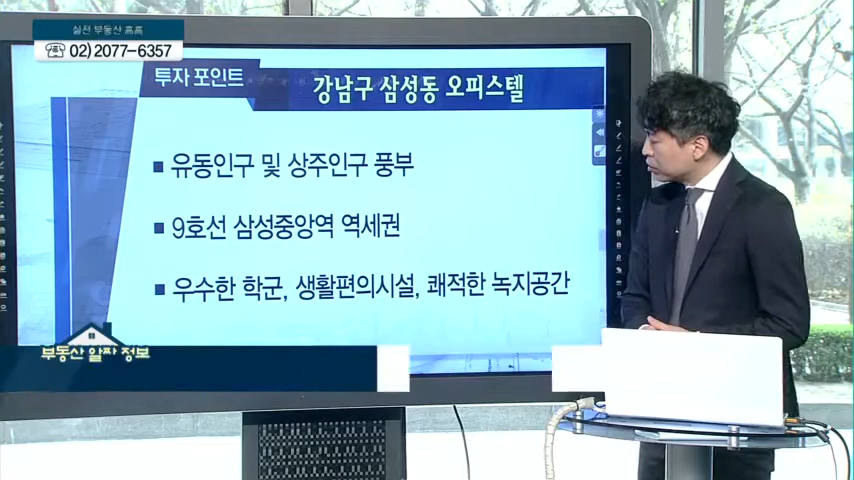 실전 부동산 高高
02) 2077-6357
투자 포인트
강남구 삼성동 오피스텔
■ 유동인구 및 상주인구 풍부
■ 9호선 삼성중앙역 역세권
■ 우수한 학군, 생활편의시설, 쾌적한 녹지공간
부동산 알짜 정보